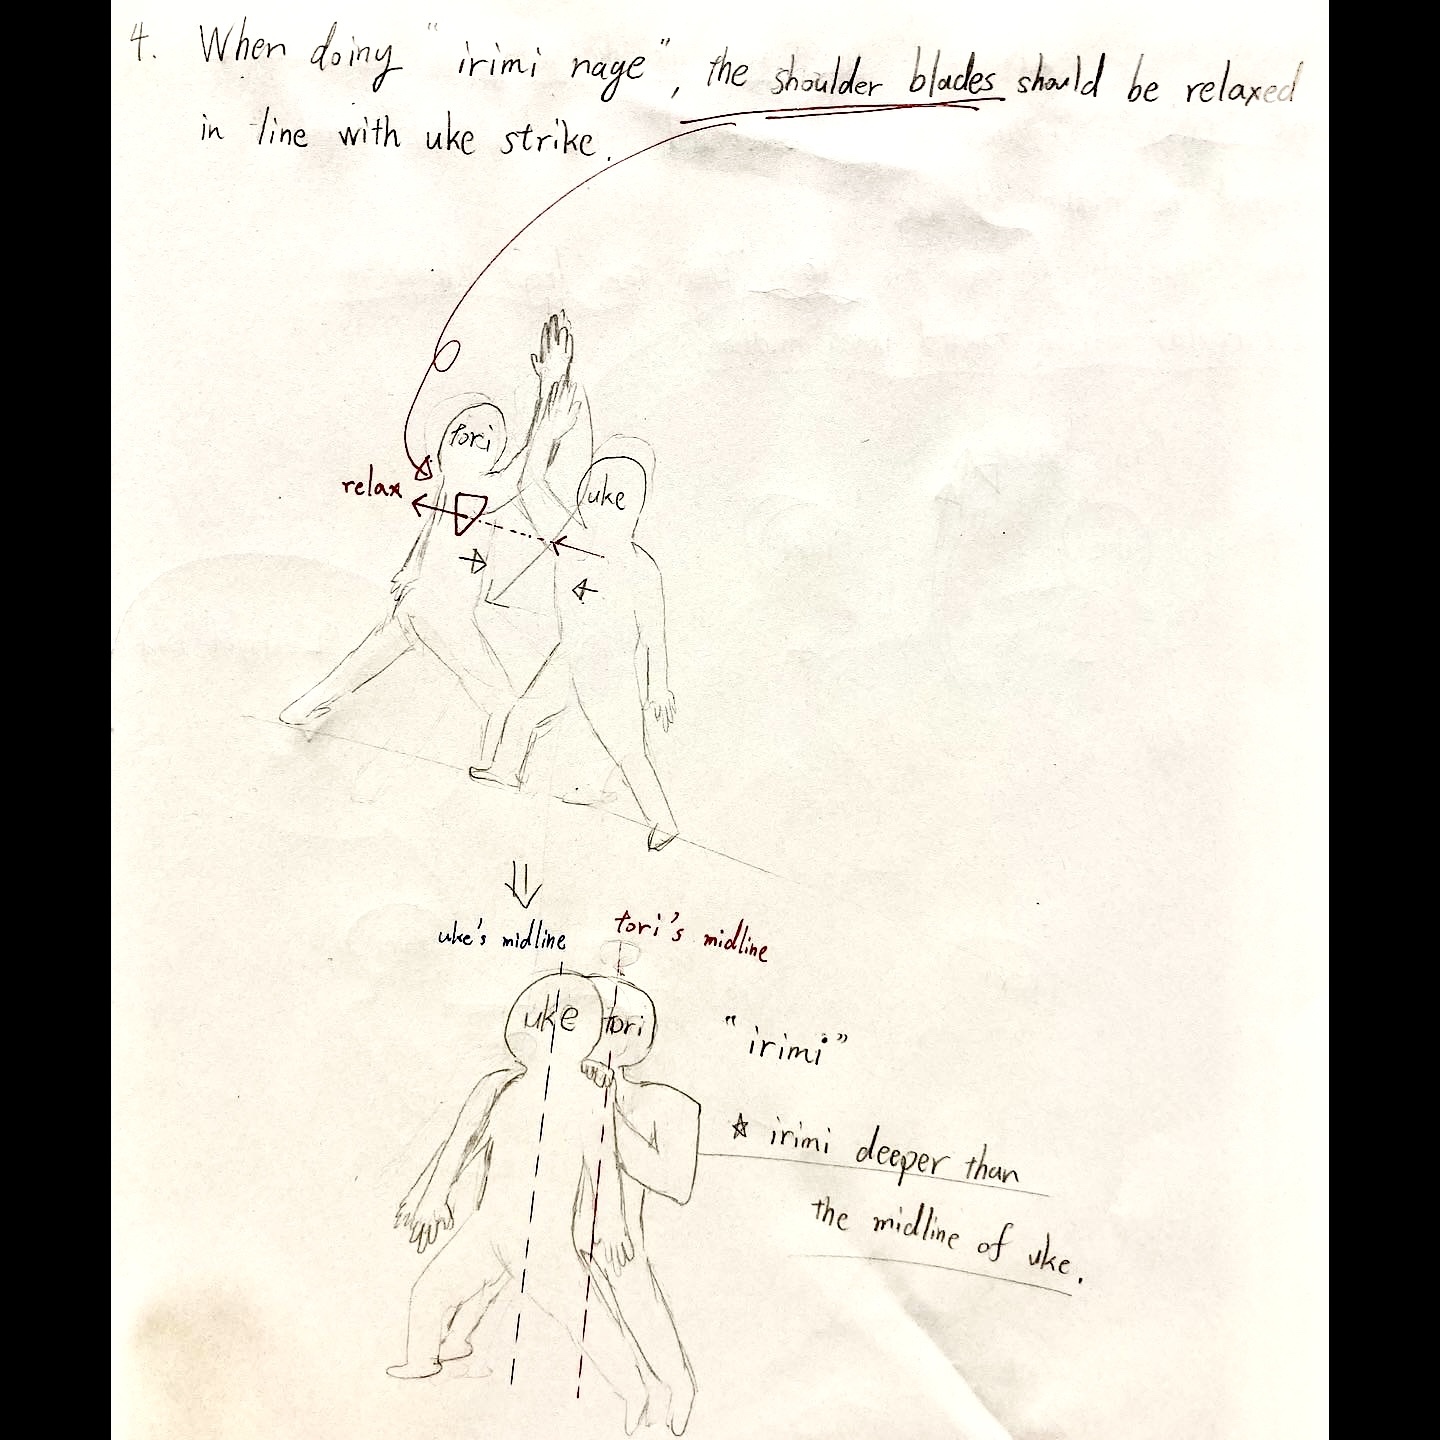 4. When doing "irimi nage", the shoulder blades should be relaxed
in line with uke strike.
tori
relax
uke
uke's midline
tori's midline
uke
tori
"irimi"
☆ irimi deeper than
the midline of uke.